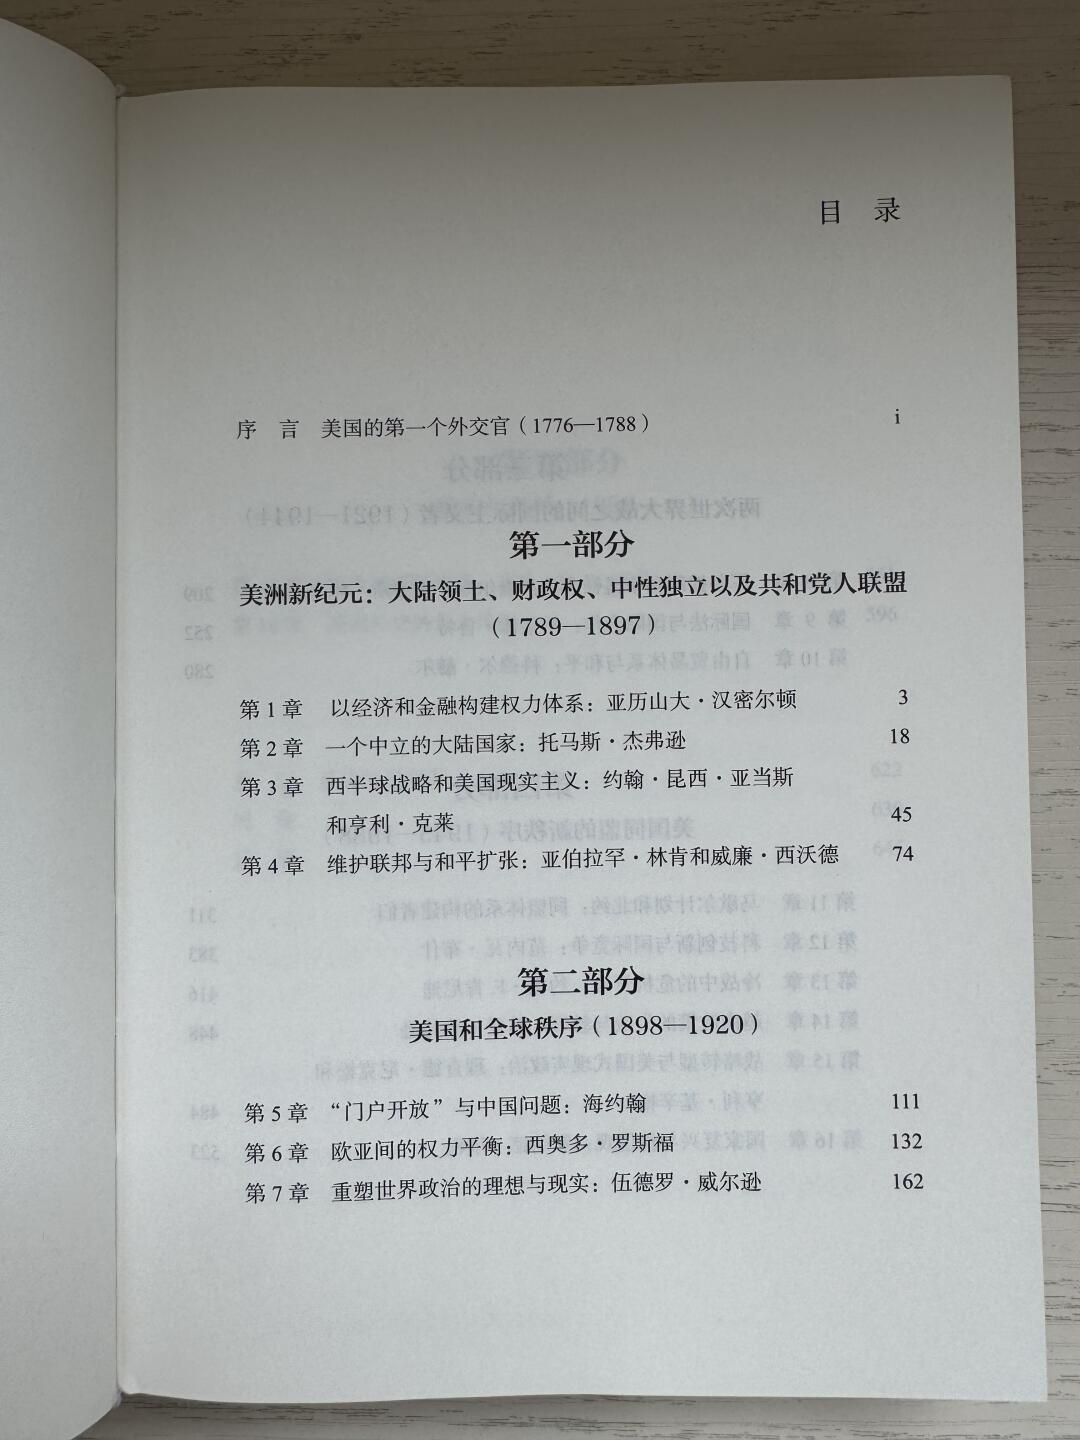 目 录
序 言 美国的第一个外交官（1776—1788） i
第一部分
美洲新纪元：大陆领土、财政权、中性独立以及共和党人联盟
（1789—1897）
第 1 章 以经济和金融构建权力体系：亚历山大·汉密尔顿 3
第 2 章 一个中立的大陆国家：托马斯·杰弗逊 18
第 3 章 西半球战略和美国现实主义：约翰·昆西·亚当斯
和亨利·克莱 45
第 4 章 维护联邦与和平扩张：亚伯拉罕·林肯和威廉·西沃德 74
第二部分
美国和全球秩序（1898—1920）
第 5 章 “门户开放”与中国问题：海约翰 111
第 6 章 欧亚间的权力平衡：西奥多·罗斯福 132
第 7 章 重塑世界政治的理想与现实：伍德罗·威尔逊 162